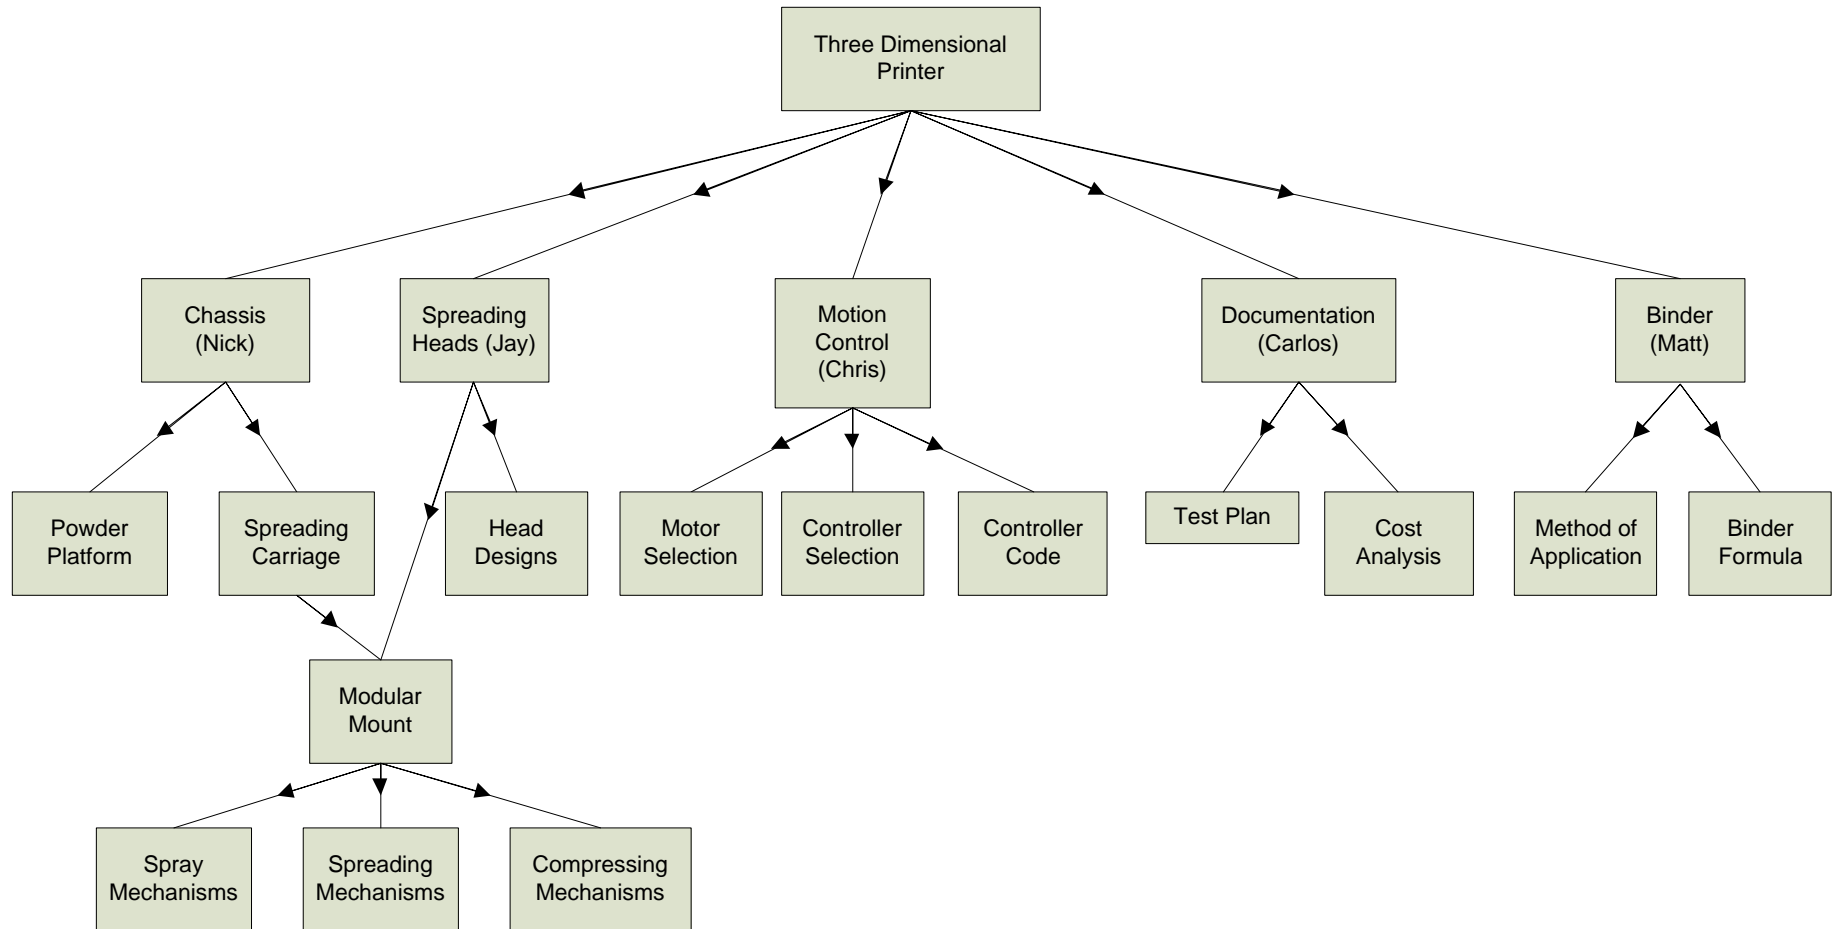 Three Dimensional
Printer
Chassis
(Nick)
Spreading
Heads (Jay)
Motion
Control
(Chris)
Documentation
(Carlos)
Binder
(Matt)
Powder
Platform
Spreading
Carriage
Head
Designs
Motor
Selection
Controller
Selection
Controller
Code
Test Plan
Cost
Analysis
Method of
Application
Binder
Formula
Modular
Mount
Spray
Mechanisms
Spreading
Mechanisms
Compressing
Mechanisms